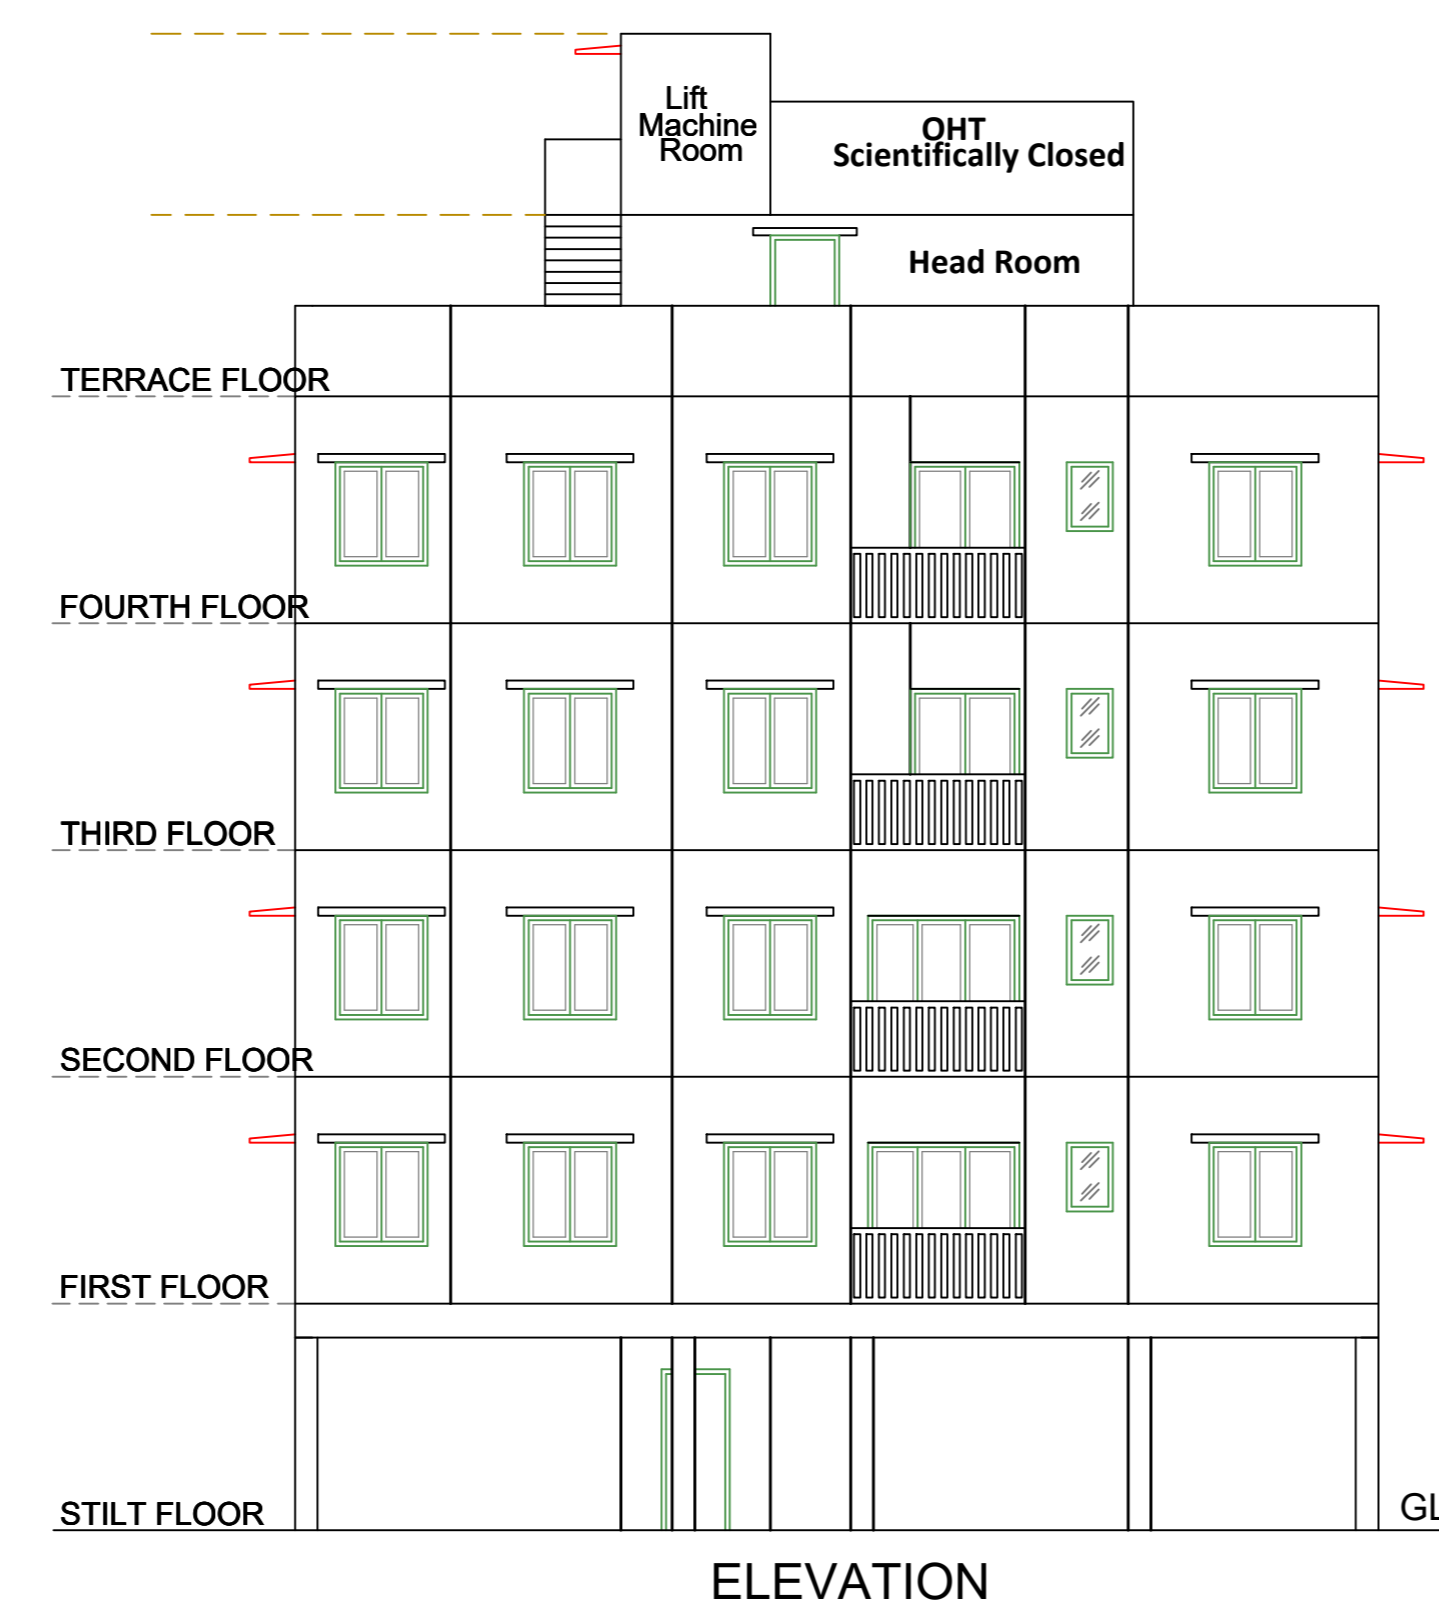 Lift
Machine
Room
OHT
Scientifically Closed
Head Room
TERRACE FLOOR
FOURTH FLOOR
THIRD FLOOR
SECOND FLOOR
FIRST FLOOR
STILT FLOOR
GL
ELEVATION